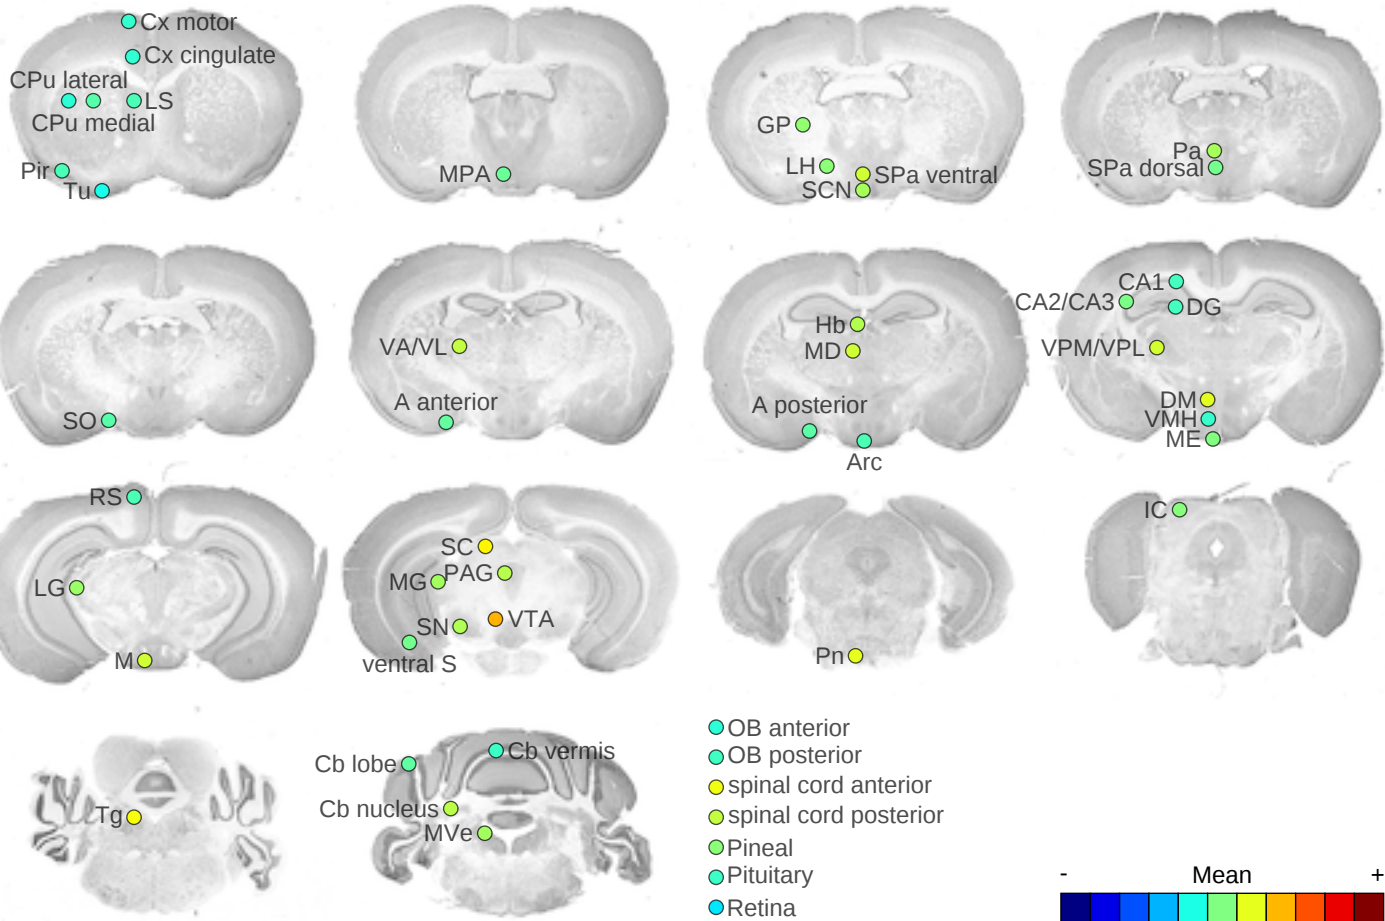 Cx motor
Cx cingulate
CPu lateral
LS
CPu medial
Pir
Tu
MPA
GP
LH
SPa ventral
SCN
Pa
SPa dorsal
SO
VA/VL
A anterior
Hb
MD
A posterior
Arc
CA1
CA2/CA3
DG
VPM/VPL
DM
VMH
ME
RS
LG
M
SC
MG
PAG
SN
VTA
ventral S
Pn
IC
Tg
Cb lobe
Cb vermis
Cb nucleus
MVe
OB anterior
OB posterior
spinal cord anterior
spinal cord posterior
Pineal
Pituitary
Retina
- Mean +